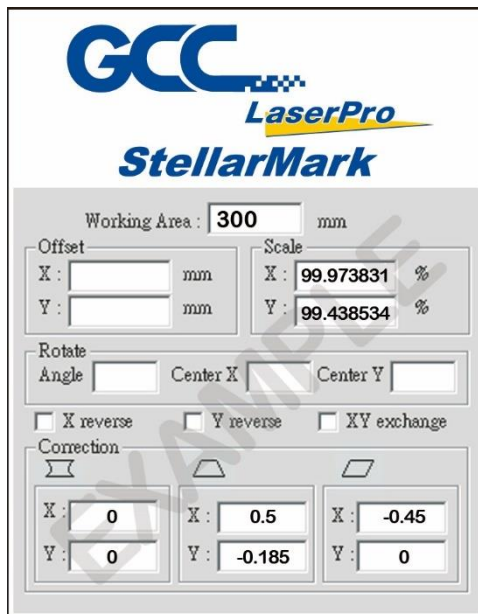 GCC
LaserPro
StellarMark
Working Area : 300 mm
Offset
X : mm
Y : mm
Scale
X : 99.973831 %
Y : 99.438534 %
Rotate
Angle Center X Center Y
X reverse Y reverse XY exchange
Correction
X : 0
Y : 0
X : 0.5
Y : -0.185
X : -0.45
Y : 0
EXAMPLE